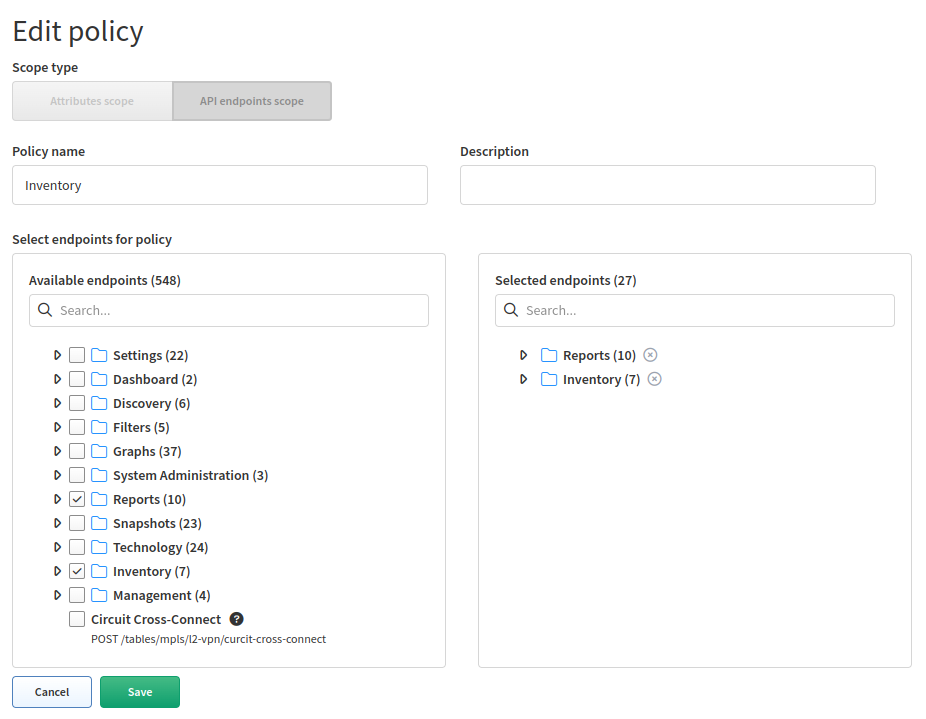 Edit policy
Scope type
Attributes scope API endpoints scope
Policy name Description
Inventory
Select endpoints for policy
Available endpoints (548)
Search...
Settings (22)
Dashboard (2)
Discovery (6)
Filters (5)
Graphs (37)
System Administration (3)
Reports (10)
Snapshots (23)
Technology (24)
Inventory (7)
Management (4)
Circuit Cross-Connect ?
POST /tables/mpls/l2-vpn/curcit-cross-connect
Selected endpoints (27)
Search...
Reports (10)
Inventory (7)
Cancel Save